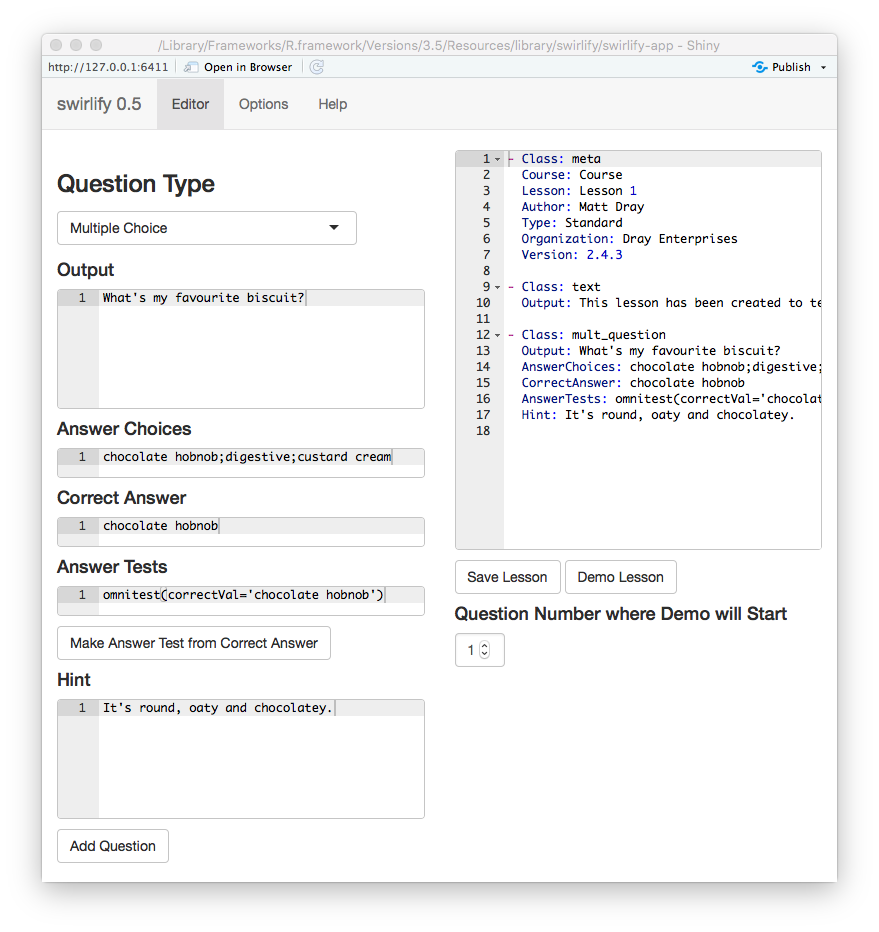 /Library/Frameworks/R.framework/Versions/3.5/Resources/library/swirlify/swirlify-app - Shiny
http://127.0.0.1:6411 Open in Browser Publish
swirlify 0.5 Editor Options Help
Question Type
Multiple Choice
Output
1 What's my favourite biscuit?
Answer Choices
1 chocolate hobnob;digestive;custard cream
Correct Answer
1 chocolate hobnob
Answer Tests
1 omnitest(correctVal='chocolate hobnob')
Make Answer Test from Correct Answer
Hint
1 It's round, oaty and chocolatey.
Add Question
1 - Class: meta
2 Course: Course
3 Lesson: Lesson 1
4 Author: Matt Dray
5 Type: Standard
6 Organization: Dray Enterprises
7 Version: 2.4.3
8
9 - Class: text
10 Output: This lesson has been created to te
11
12 - Class: mult_question
13 Output: What's my favourite biscuit?
14 AnswerChoices: chocolate hobnob;digestive;
15 CorrectAnswer: chocolate hobnob
16 AnswerTests: omnitest(correctVal='chocolat
17 Hint: It's round, oaty and chocolatey.
18
Save Lesson Demo Lesson
Question Number where Demo will Start
1